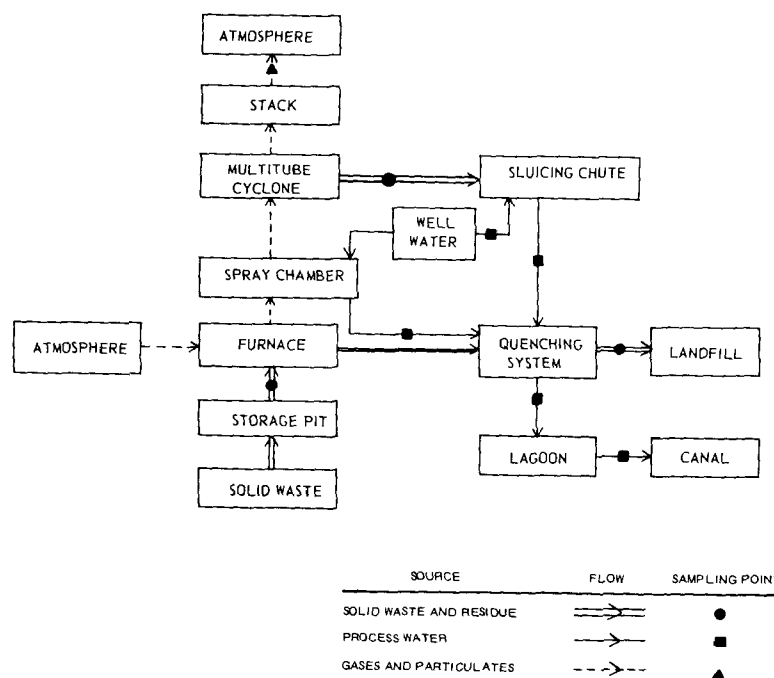 ATMOSPHERE
STACK
MULTITUBE
CYCLONE
SLUICING CHUTE
WELL
WATER
SPRAY CHAMBER
ATMOSPHERE
FURNACE
QUENCHING
SYSTEM
LANDFILL
STORAGE PIT
LAGOON
CANAL
SOLID WASTE
SOURCE FLOW SAMPLING POINT
SOLID WASTE AND RESIDUE
PROCESS WATER
GASES AND PARTICULATES